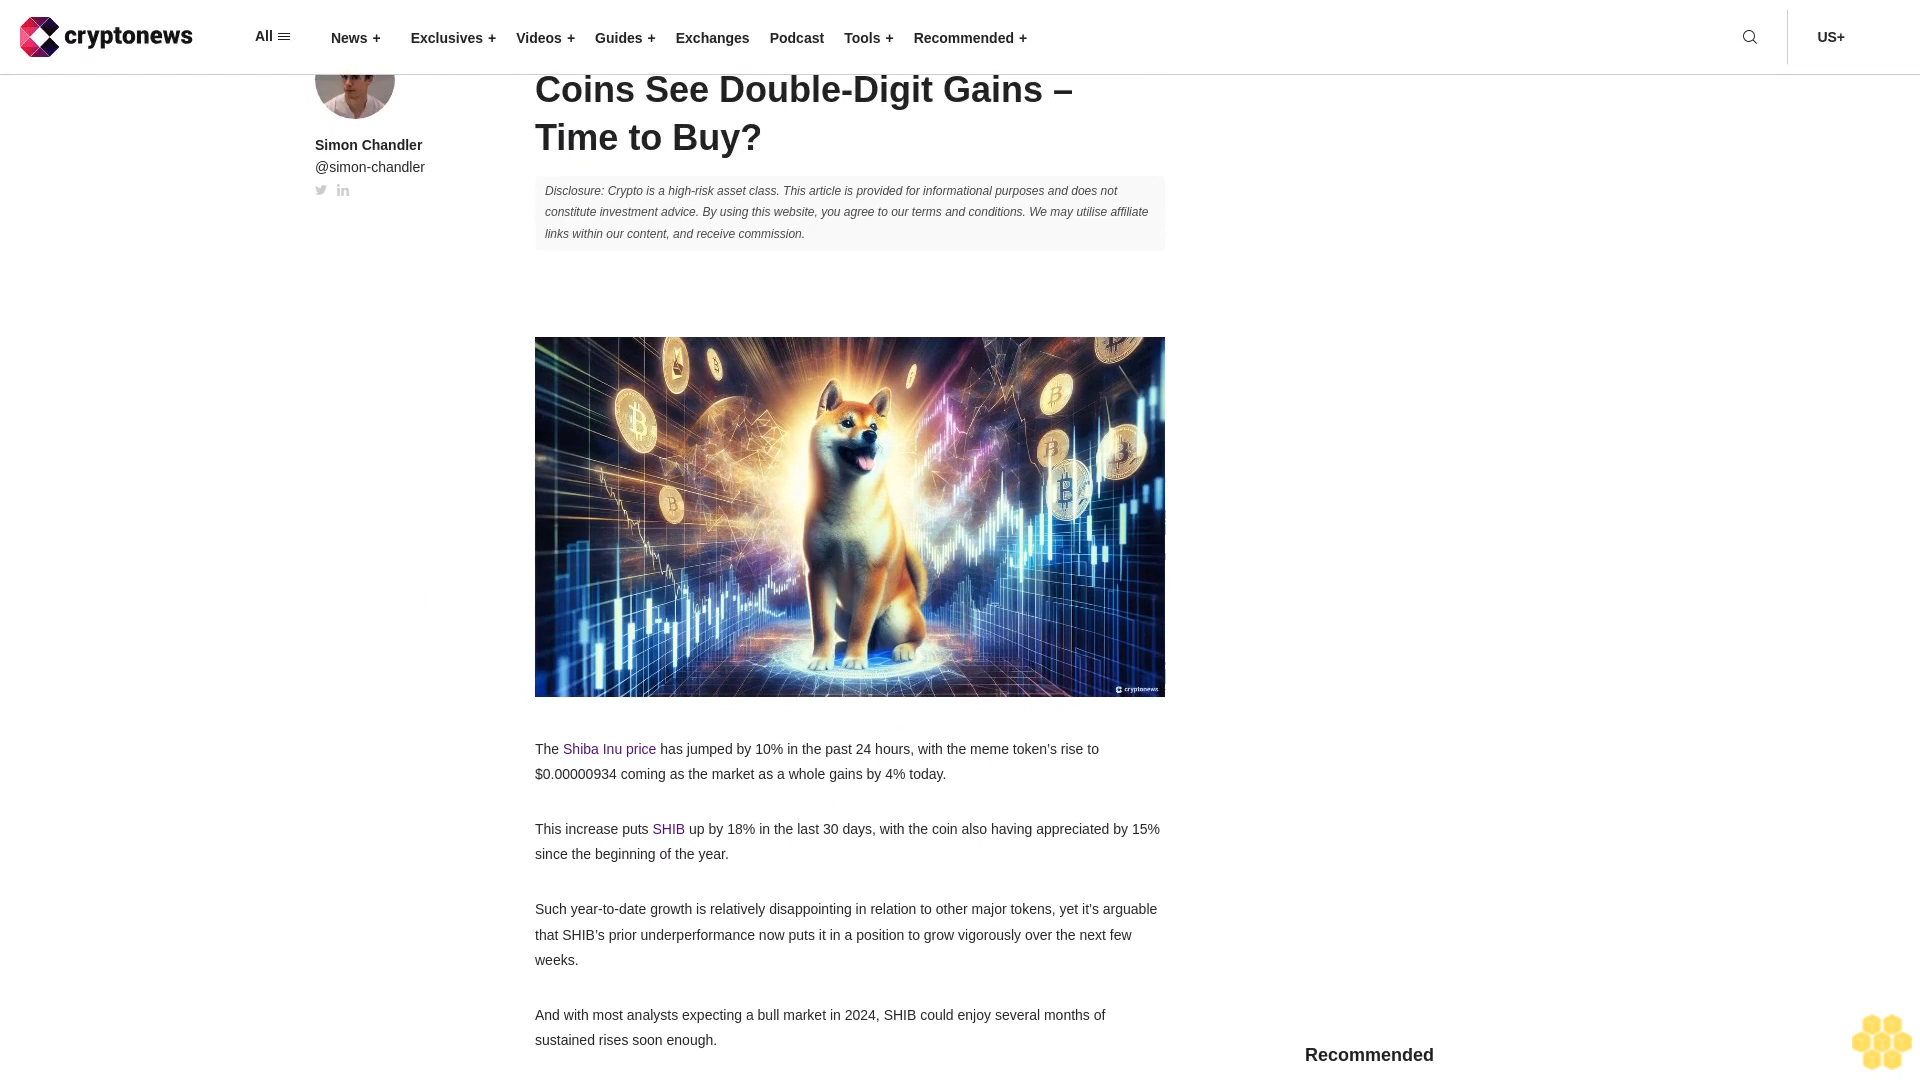 cryptonews
All
News +
Exclusives +
Videos +
Guides +
Exchanges
Podcast
Tools +
Recommended +
US+
Simon Chandler
@simon-chandler
Coins See Double-Digit Gains –
Time to Buy?
Disclosure: Crypto is a high-risk asset class. This article is provided for informational purposes and does not
constitute investment advice. By using this website, you agree to our terms and conditions. We may utilise affiliate
links within our content, and receive commission.
cryptonews
The Shiba Inu price has jumped by 10% in the past 24 hours, with the meme token’s rise to
$0.00000934 coming as the market as a whole gains by 4% today.
This increase puts SHIB up by 18% in the last 30 days, with the coin also having appreciated by 15%
since the beginning of the year.
Such year-to-date growth is relatively disappointing in relation to other major tokens, yet it’s arguable
that SHIB’s prior underperformance now puts it in a position to grow vigorously over the next few
weeks.
And with most analysts expecting a bull market in 2024, SHIB could enjoy several months of
sustained rises soon enough.
Recommended